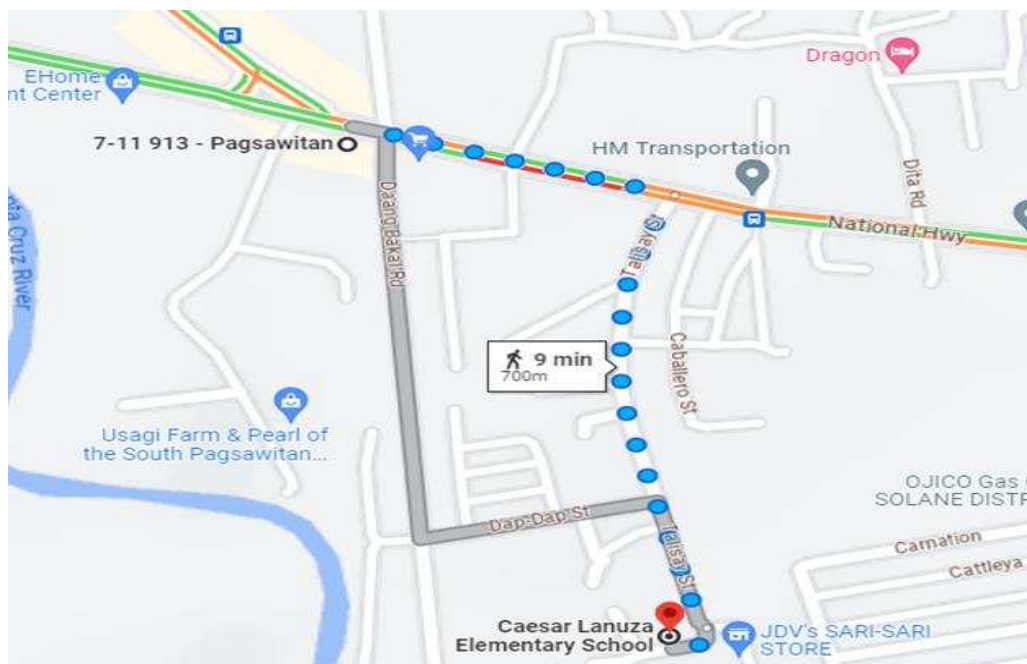 Dragon
EHome
nt Center
7-11 913 - Pagsawitan
HM Transportation
Dita Rd
National Hwy
Daang Bakal Rd
nta Cruz River
Talisay St
9 min
700m
Caballero St
Usagi Farm & Pearl of
the South Pagsawitan...
OJICO Gas
SOLANE DISTR
Dap-Dap St
Talisay St
Carnation
Cattleya
Caesar Lanuza
Elementary School
JDV's SARI-SARI
STORE